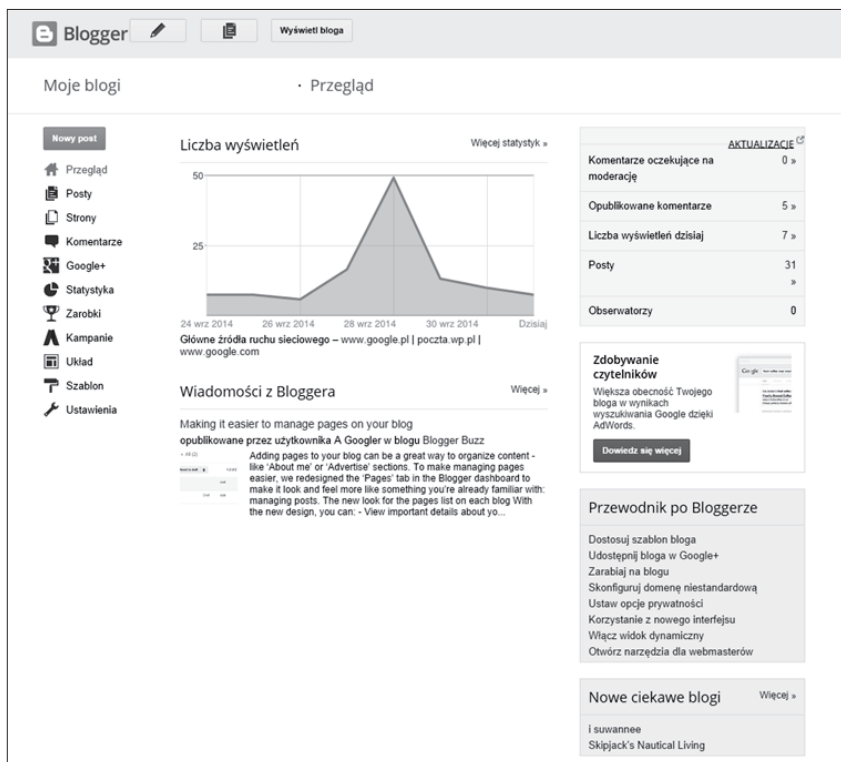 Blogger
Wyświetl bloga
Moje blogi
· Przegląd
Nowy post
Przegląd
Posty
Strony
Komentarze
Google+
Statystyka
Zarobki
Kampanie
Układ
Szablon
Ustawienia
Liczba wyświetleń
Więcej statystyk »
50
25
24 wrz 2014
26 wrz 2014
28 wrz 2014
30 wrz 2014
Dzisiaj
Główne źródła ruchu sieciowego – www.google.pl | poczta.wp.pl |
www.google.com
Wiadomości z Bloggera
Więcej »
Making it easier to manage pages on your blog
opublikowane przez użytkownika A Googler w blogu Blogger Buzz
Adding pages to your blog can be a great way to organize content -
like ‘About me’ or ‘Advertise’ sections. To make managing pages
easier, we redesigned the ‘Pages’ tab in the Blogger dashboard to
make it look and feel more like something you’re already familiar with:
managing posts. The new look for the pages list on each blog With
the new design, you can: - View important details about yo...
AKTUALIZACJE
Komentarze oczekujące na
moderację
0 »
Opublikowane komentarze
5 »
Liczba wyświetleń dzisiaj
7 »
Posty
31
»
Obserwatorzy
0
Zdobywanie
czytelników
Większa obecność Twojego
bloga w wynikach
wyszukiwania Google dzięki
AdWords.
Google
Dowiedz się więcej
Przewodnik po Bloggerze
Dostosuj szablon bloga
Udostępnij bloga w Google+
Zarabiaj na blogu
Skonfiguruj domenę niestandardową
Ustaw opcje prywatności
Korzystanie z nowego interfejsu
Włącz widok dynamiczny
Otwórz narzędzia dla webmasterów
Nowe ciekawe blogi
Więcej »
i suwannee
Skipjack's Nautical Living